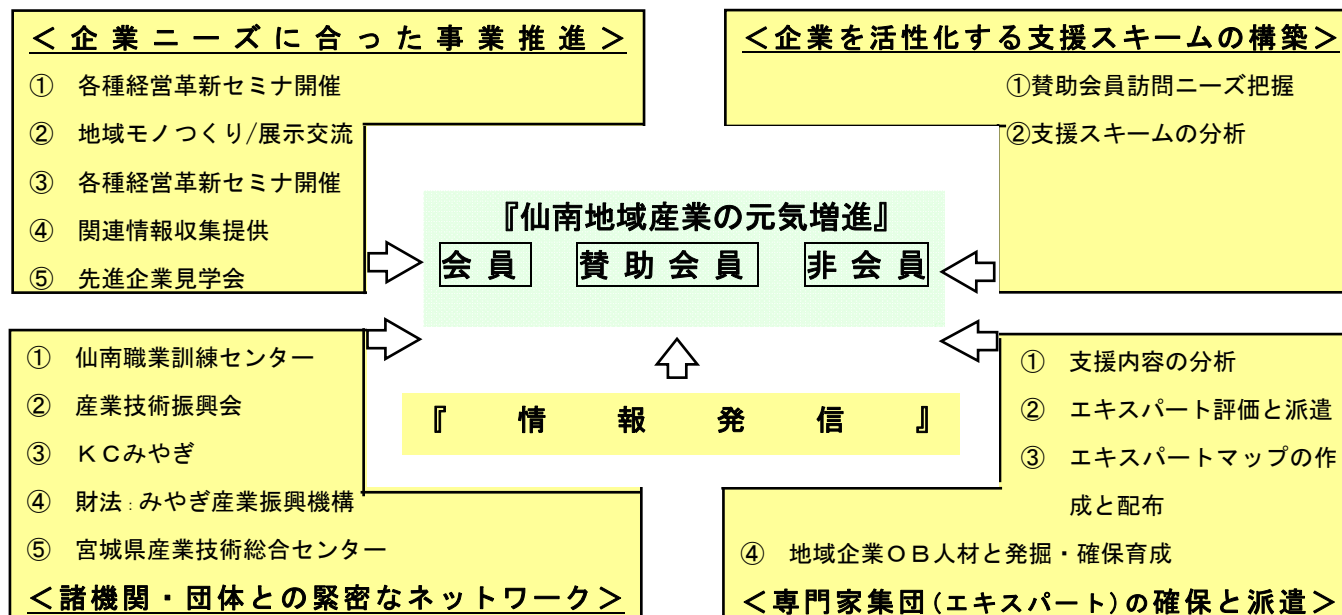 ＜企業ニーズに合った事業推進＞
① 各種経営革新セミナ開催
② 地域モノつくり/展示交流
③ 各種経営革新セミナ開催
④ 関連情報収集提供
⑤ 先進企業見学会
＜企業を活性化する支援スキームの構築＞
①賛助会員訪問ニーズ把握
②支援スキームの分析
『仙南地域産業の元気増進』
会員 賛助会員 非会員
『情報発信』
① 仙南職業訓練センター
② 産業技術振興会
③ ＫＣみやぎ
④ 財法：みやぎ産業振興機構
⑤ 宮城県産業技術総合センター
＜諸機関・団体との緊密なネットワーク＞
① 支援内容の分析
② エキスパート評価と派遣
③ エキスパートマップの作
成と配布
④ 地域企業ＯＢ人材と発掘・確保育成
＜専門家集団(エキスパート)の確保と派遣＞